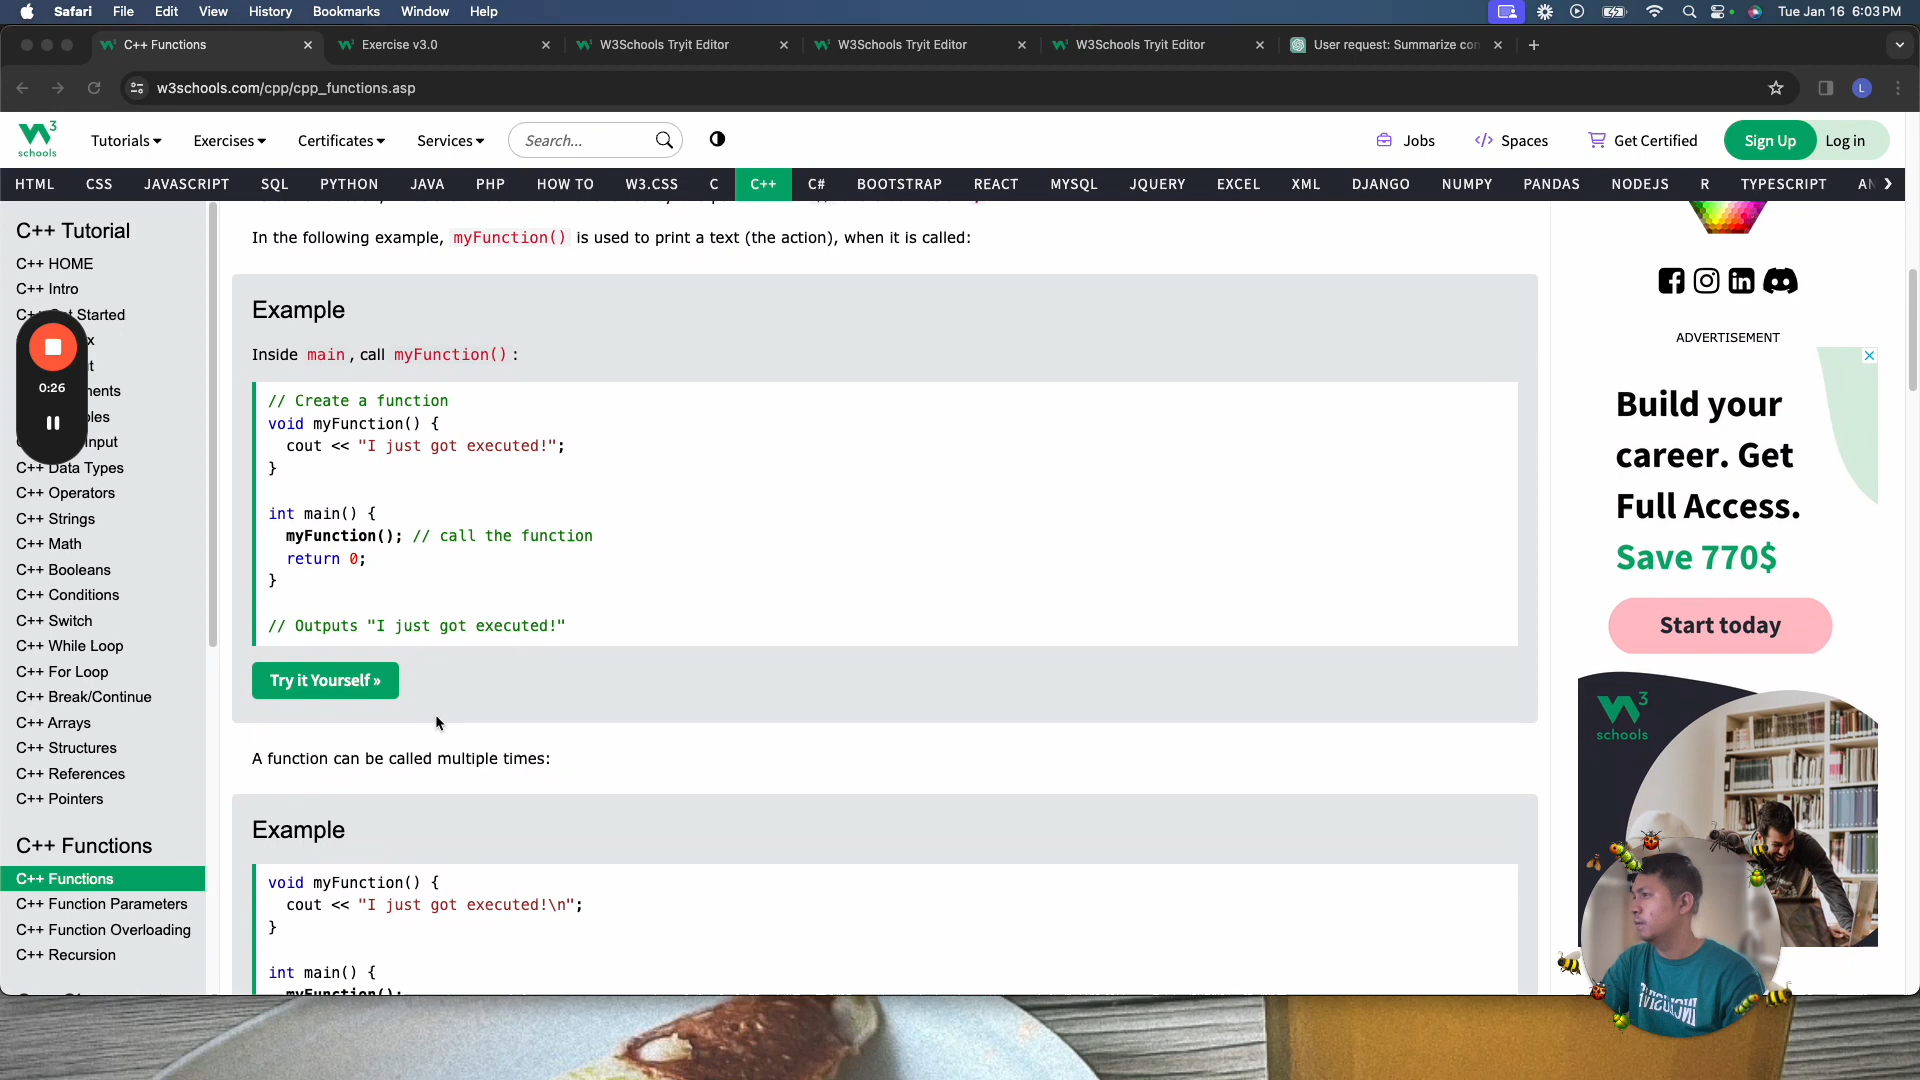 Safari File Edit View History Bookmarks Window Help
Tue Jan 16 6:03 PM
C++ Functions
Exercise v3.0
W3Schools Tryit Editor
W3Schools Tryit Editor
W3Schools Tryit Editor
User request: Summarize con
w3schools.com/cpp/cpp_functions.asp
L
schools
Tutorials
Exercises
Certificates
Services
Search...
Jobs
Spaces
Get Certified
Sign Up
Log in
HTML CSS JAVASCRIPT SQL PYTHON JAVA PHP HOW TO W3.CSS C C++ C# BOOTSTRAP REACT MYSQL JQUERY EXCEL XML DJANGO NUMPY PANDAS NODEJS R TYPESCRIPT
C++ Tutorial
C++ HOME
C++ Intro
Started
0:26
C++ Data Types
C++ Operators
C++ Strings
C++ Math
C++ Booleans
C++ Conditions
C++ Switch
C++ While Loop
C++ For Loop
C++ Break/Continue
C++ Arrays
C++ Structures
C++ References
C++ Pointers
C++ Functions
C++ Functions
C++ Function Parameters
C++ Function Overloading
C++ Recursion
In the following example, myFunction() is used to print a text (the action), when it is called:
Example
Inside main, call myFunction():
// Create a function
void myFunction() {
cout << "I just got executed!";
}
int main() {
myFunction(); // call the function
return 0;
}
// Outputs "I just got executed!"
Try it Yourself »
A function can be called multiple times:
Example
void myFunction() {
cout << "I just got executed!\n";
}
int main() {
myFunction();
ADVERTISEMENT
Build your
career. Get
Full Access.
Save 770$
Start today
3
schools